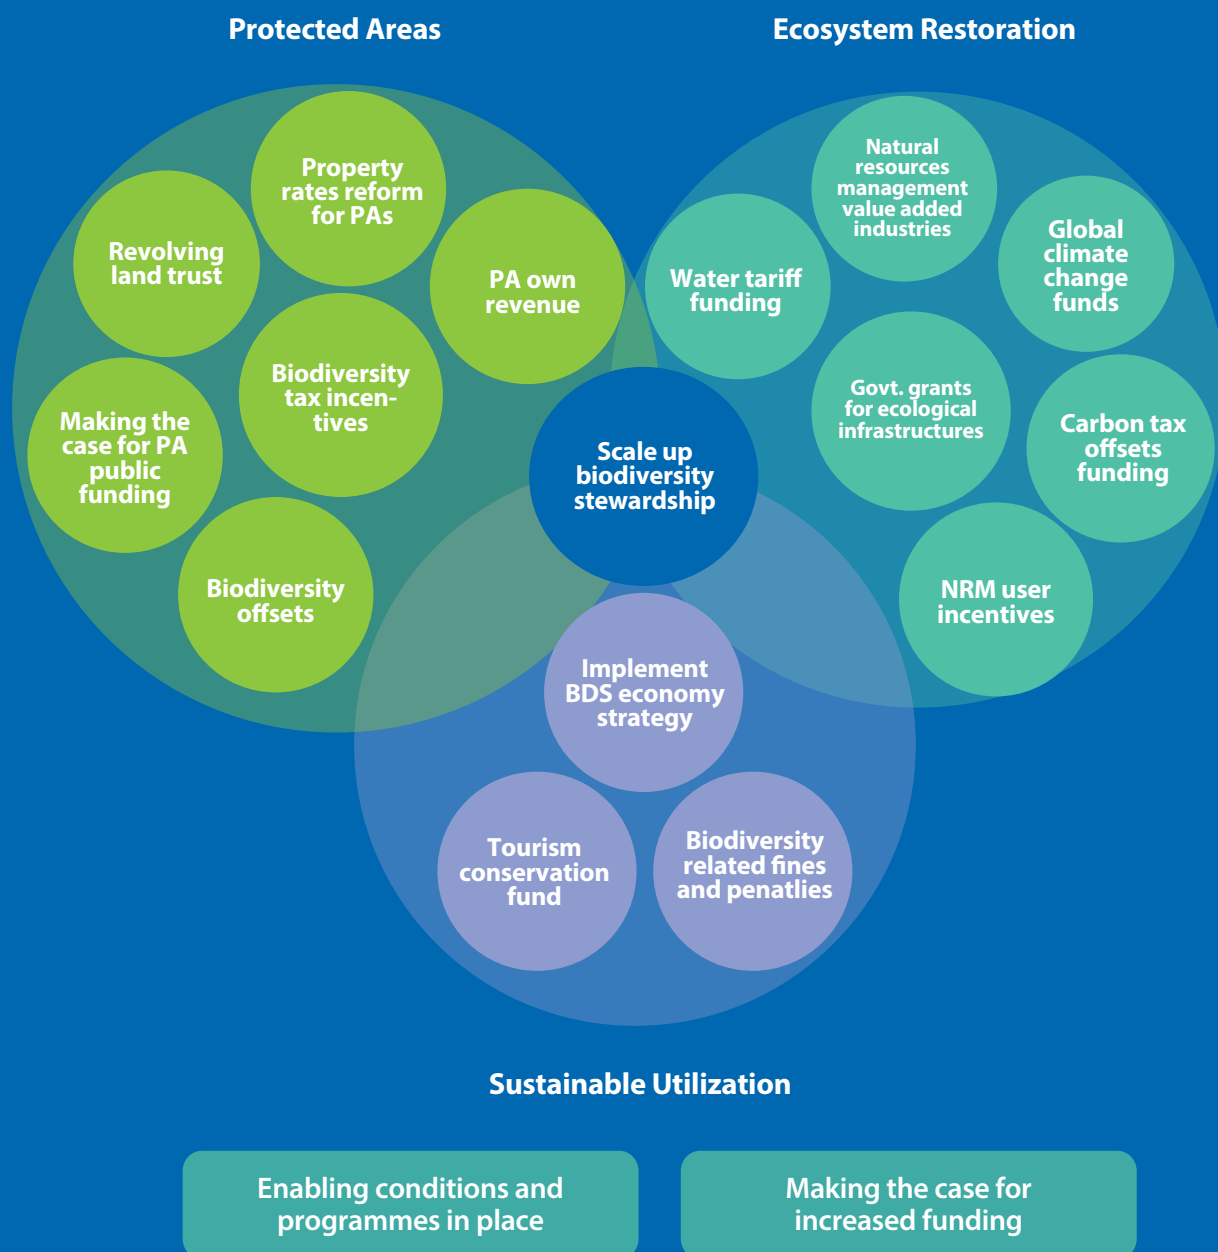 Protected Areas
Ecosystem Restoration
Property
rates reform
for PAs
Revolving
land trust
PA own
revenue
Biodiversity
tax incen-
tives
Making the
case for PA
public
funding
Biodiversity
offsets
Natural
resources
management
value added
industries
Water tariff
funding
Global
climate
change
funds
Govt. grants
for ecological
infrastructures
Carbon tax
offsets
funding
NRM user
incentives
Scale up
biodiversity
stewardship
Implement
BDS economy
strategy
Tourism
conservation
fund
Biodiversity
related fines
and penatlies
Sustainable Utilization
Enabling conditions and
programmes in place
Making the case for
increased funding